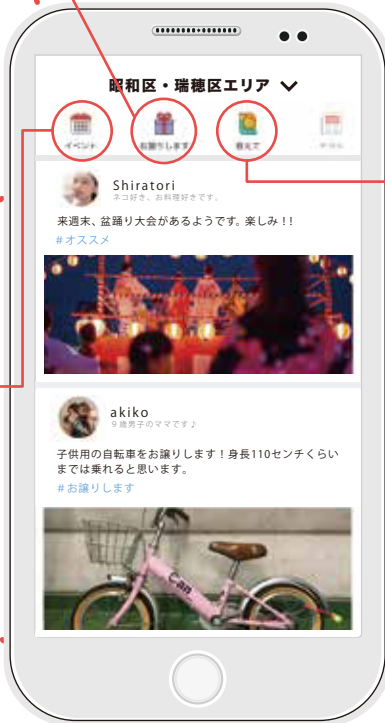 昭和区・瑞穂区エリア
イベント
お譲りします
教えて
Shiratori
ネコ好き、お料理好きです。
来週末、盆踊り大会があるようです。楽しみ!!
#オススメ
akiko
9歳男子のママです♪
子供用の自転車をお譲りします！身長110センチくらい
までは乗れると思います。
#お譲りします
Can